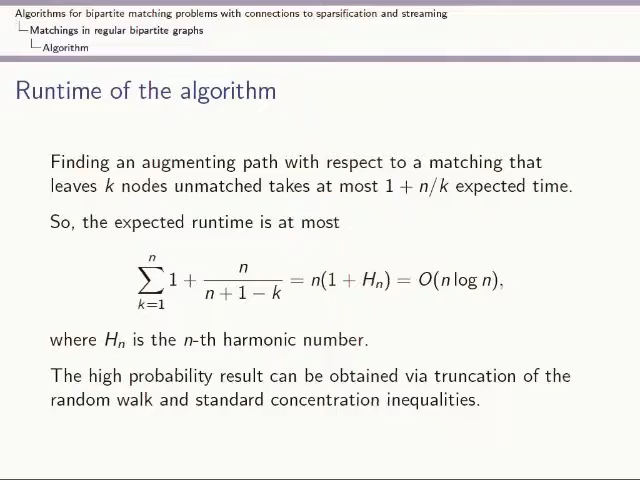 Algorithms for bipartite matching problems with connections to sparsification and streaming
Matchings in regular bipartite graphs
Algorithm
Runtime of the algorithm
Finding an augmenting path with respect to a matching that
leaves k nodes unmatched takes at most 1 + n/k expected time.
So, the expected runtime is at most
∑_{k=1}^{n} 1 + \frac{n}{n + 1 − k} = n(1 + H_n) = O(n log n),
where H_n is the n-th harmonic number.
The high probability result can be obtained via truncation of the
random walk and standard concentration inequalities.